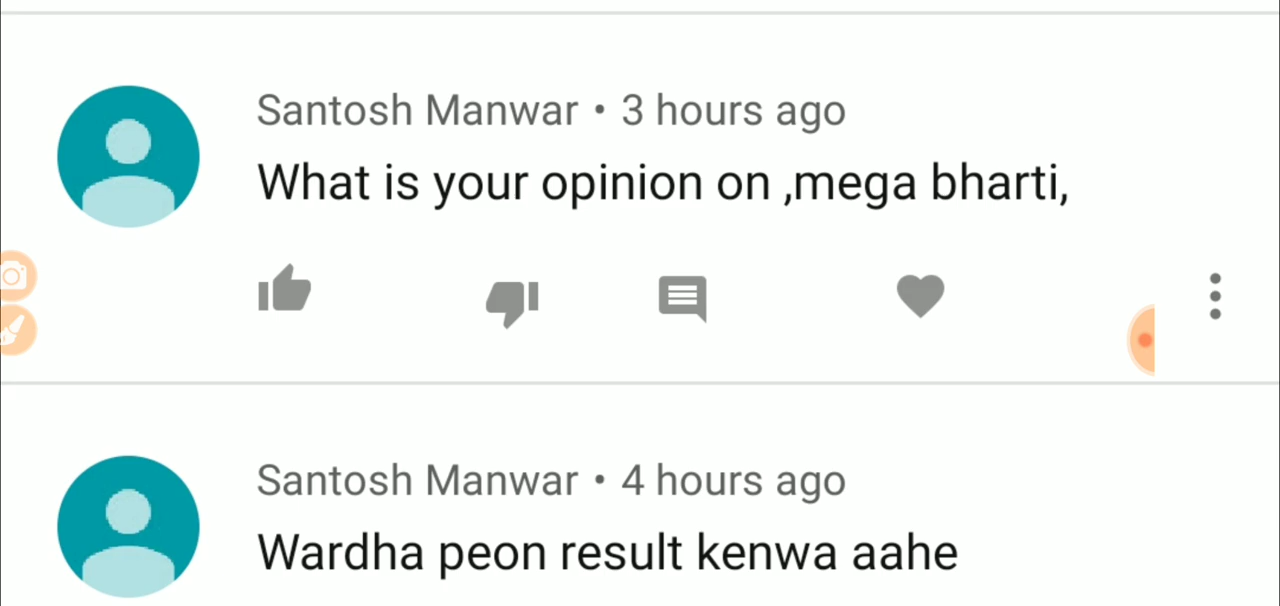 Santosh Manwar • 3 hours ago
What is your opinion on ,mega bharti,
Santosh Manwar • 4 hours ago
Wardha peon result kenwa aahe